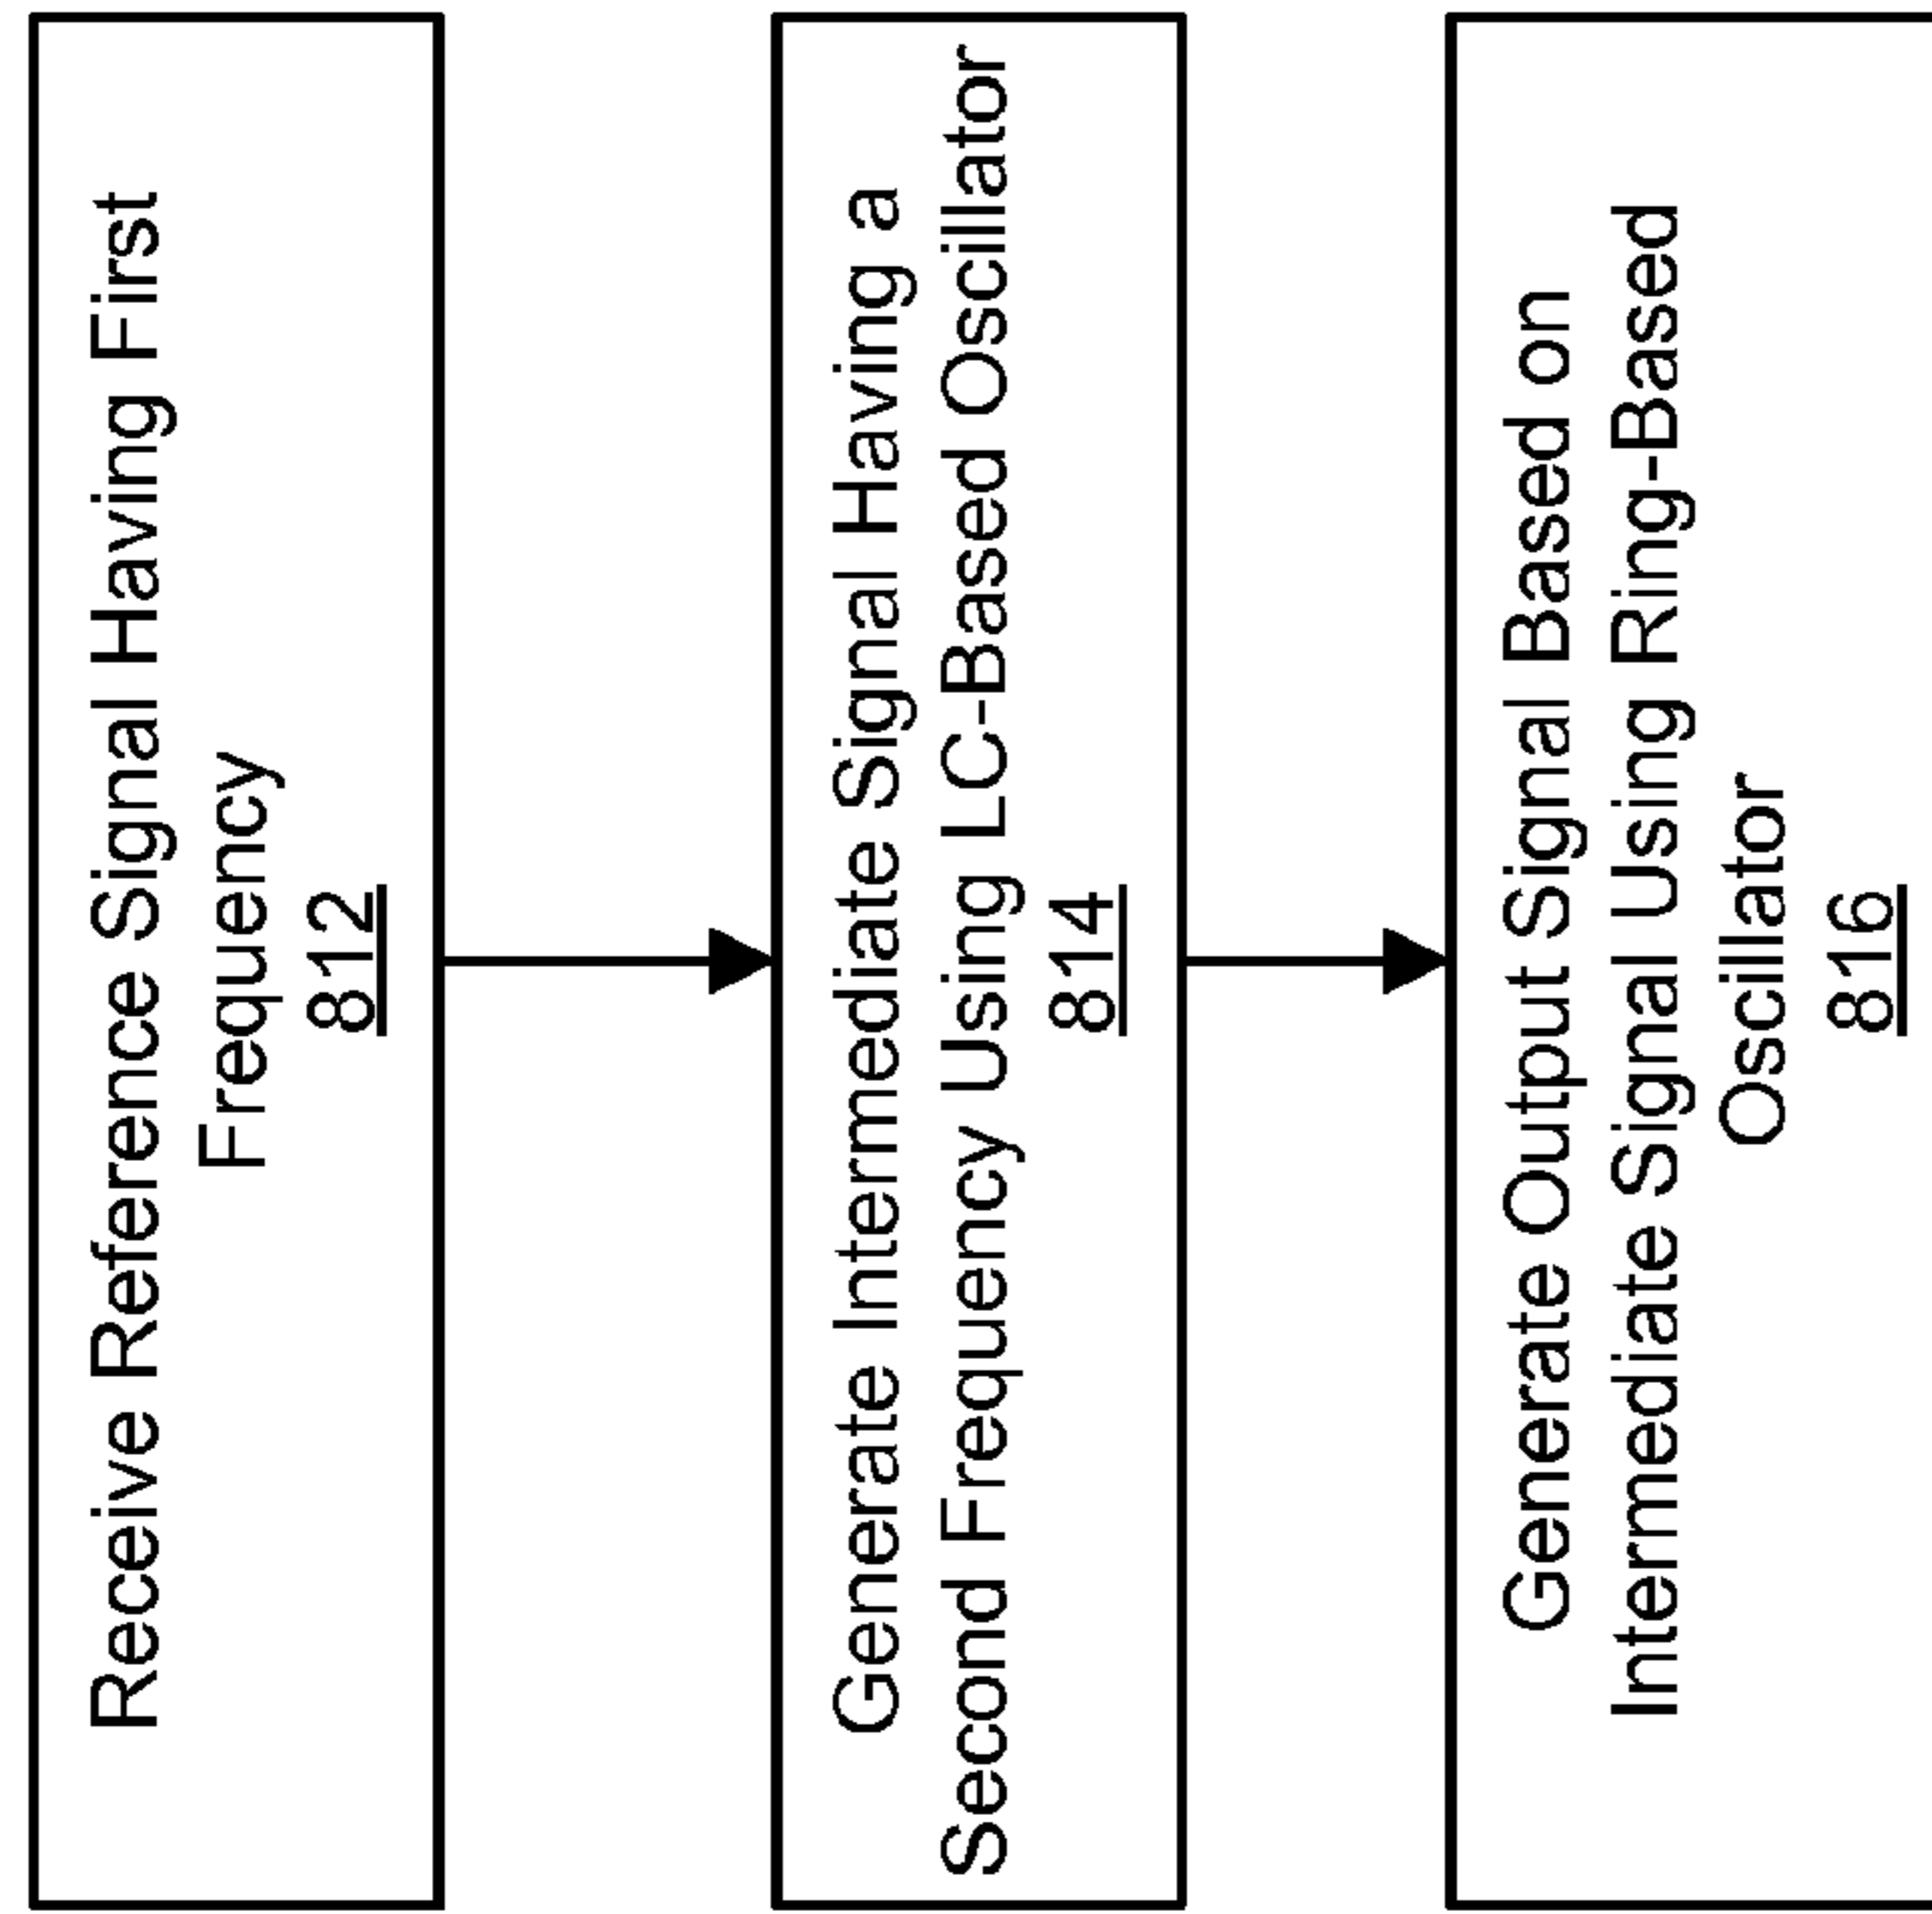 Receive Reference Signal Having First
Frequency
812
Generate Intermediate Signal Having a
Second Frequency Using LC-Based Oscillator
814
Generate Output Signal Based on
Intermediate Signal Using Ring-Based
Oscillator
816